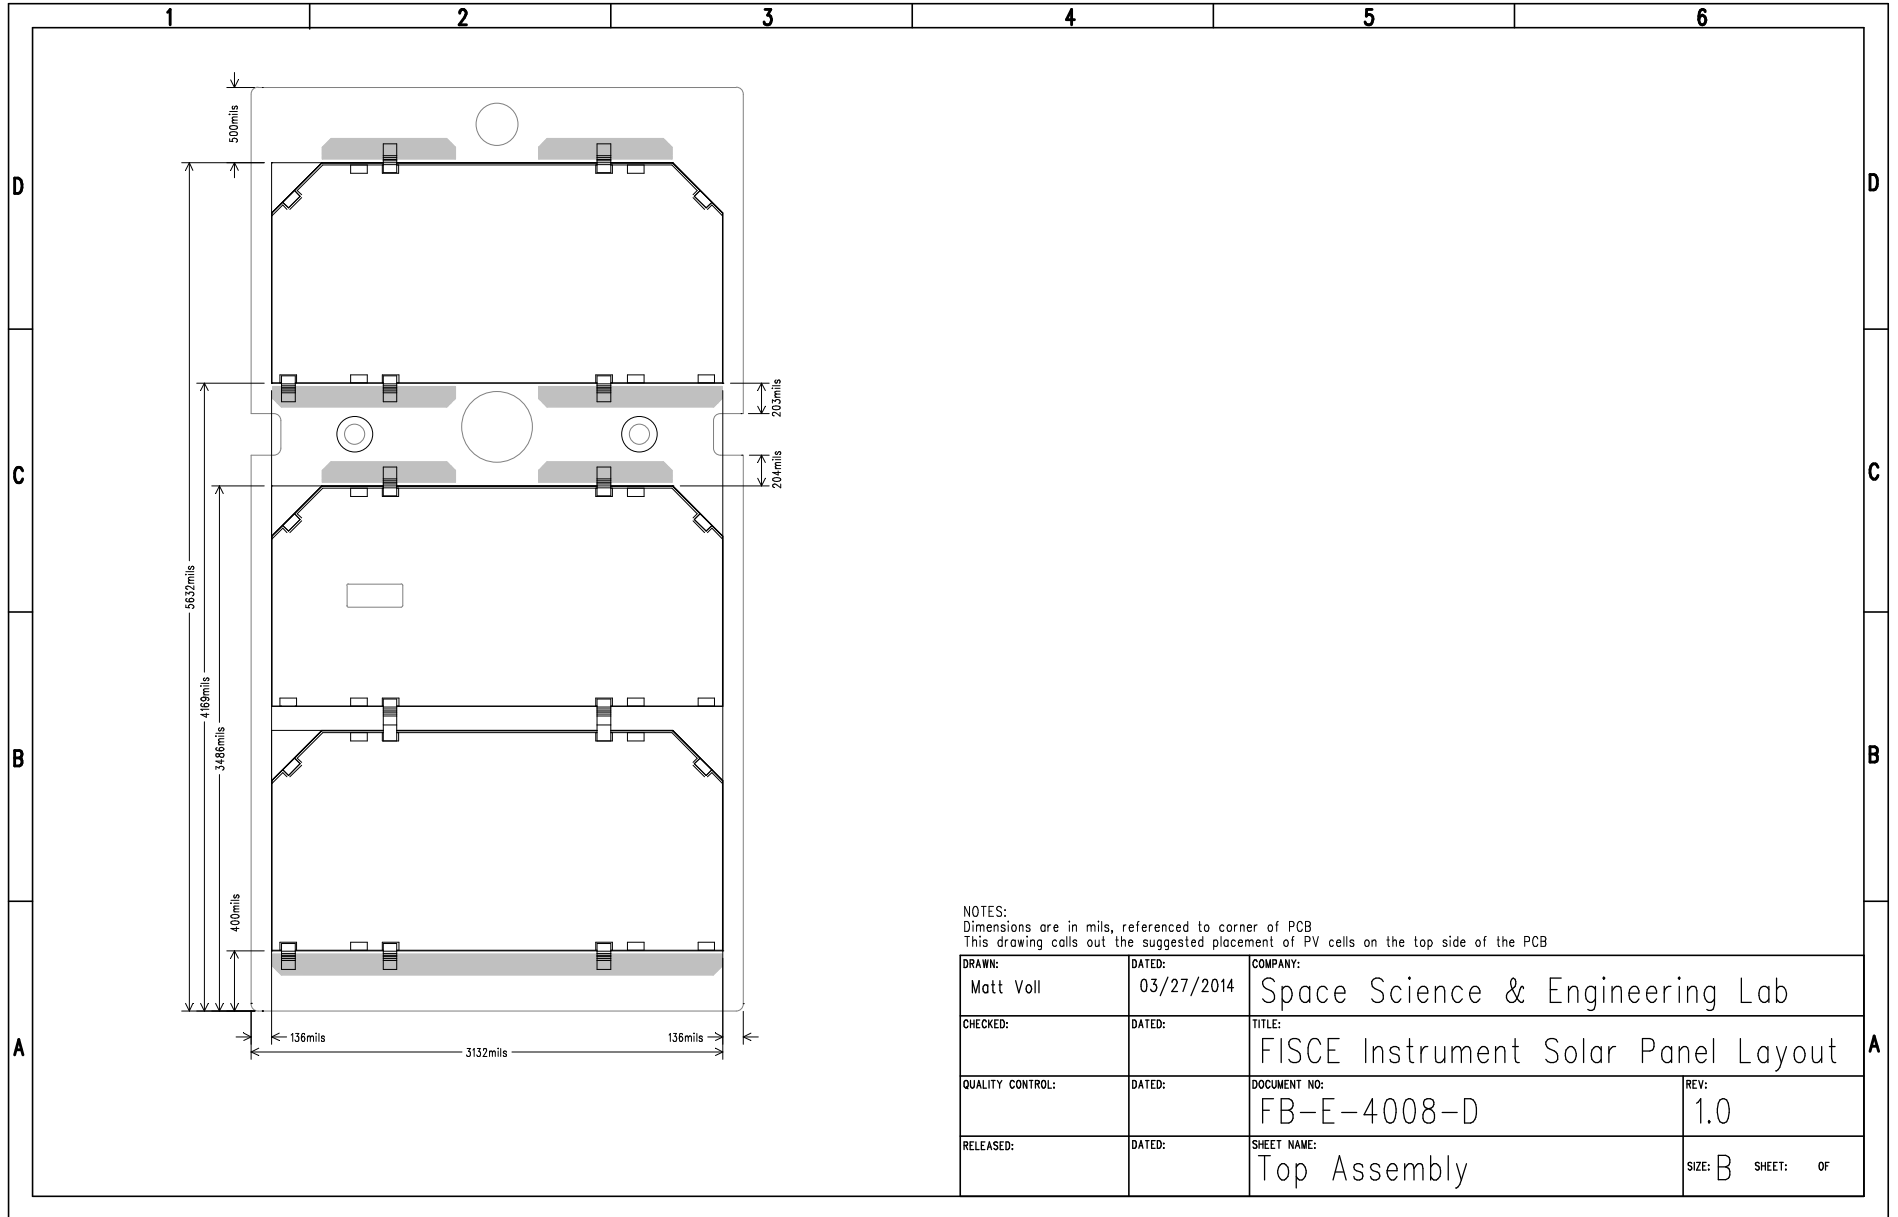 1 2 3 4 5 6
500mils
D D
203mils
C C
204mils
5632mils
4169mils
3486mils
B B
400mils
NOTES:
Dimensions are in mils, referenced to corner of PCB
This drawing calls out the suggested placement of PV cells on the top side of the PCB
DRAWN: DATED: COMPANY:
Matt Voll 03/27/2014 Space Science & Engineering Lab
136mils 136mils
A A
3132mils
CHECKED: DATED: TITLE:
FISCE Instrument Solar Panel Layout
QUALITY CONTROL: DATED: DOCUMENT NO: REV:
FB-E-4008-D 1.0
RELEASED: DATED: SHEET NAME:
Top Assembly SIZE: B SHEET: OF